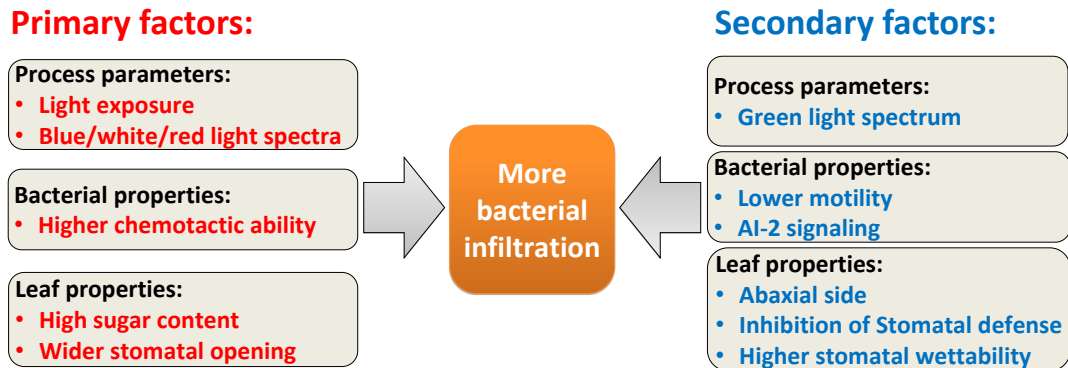 Primary factors:
Process parameters:
• Light exposure
• Blue/white/red light spectra
Bacterial properties:
• Higher chemotactic ability
Leaf properties:
• High sugar content
• Wider stomatal opening
More
bacterial
infiltration
Secondary factors:
Process parameters:
• Green light spectrum
Bacterial properties:
• Lower motility
• AI-2 signaling
Leaf properties:
• Abaxial side
• Inhibition of Stomatal defense
• Higher stomatal wettability